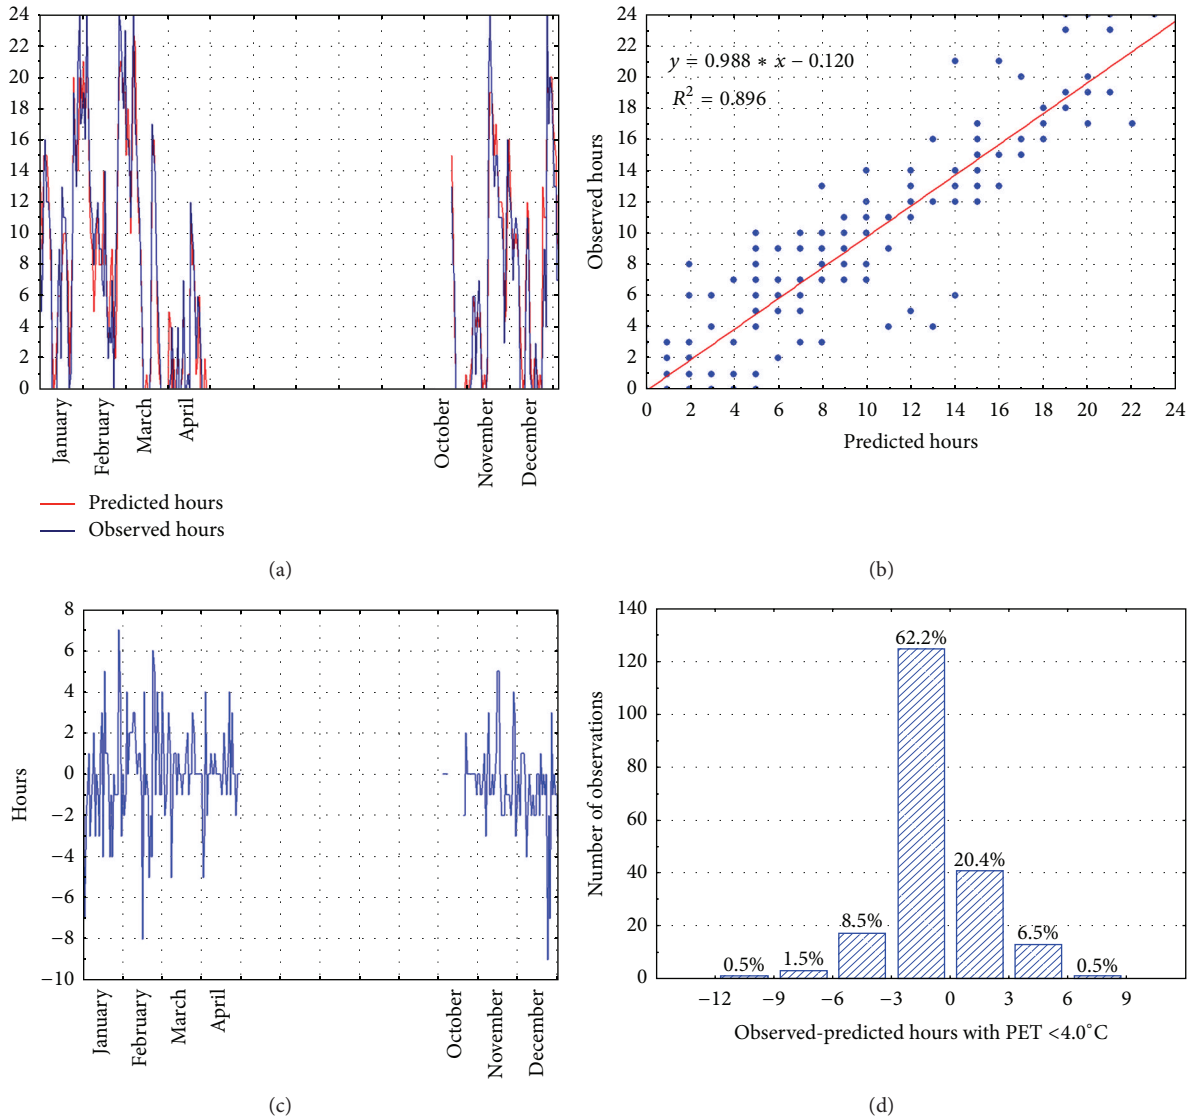 24
22
20
18
16
14
12
10
8
6
4
2
0
January
February
March
April
October
November
December
Predicted hours
Observed hours
(a)
24
22
20
18
16
14
12
10
8
6
4
2
0
Observed hours
y = 0.988 ∗ x − 0.120
R² = 0.896
0 2 4 6 8 10 12 14 16 18 20 22 24
Predicted hours
(b)
8
6
4
2
0
−2
−4
−6
−8
−10
Hours
January
February
March
April
October
November
December
(c)
140
120
100
80
60
40
20
0
Number of observations
62.2%
20.4%
8.5%
6.5%
1.5%
0.5%
0.5%
−12 −9 −6 −3 0 3 6 9
Observed-predicted hours with PET <4.0°C
(d)